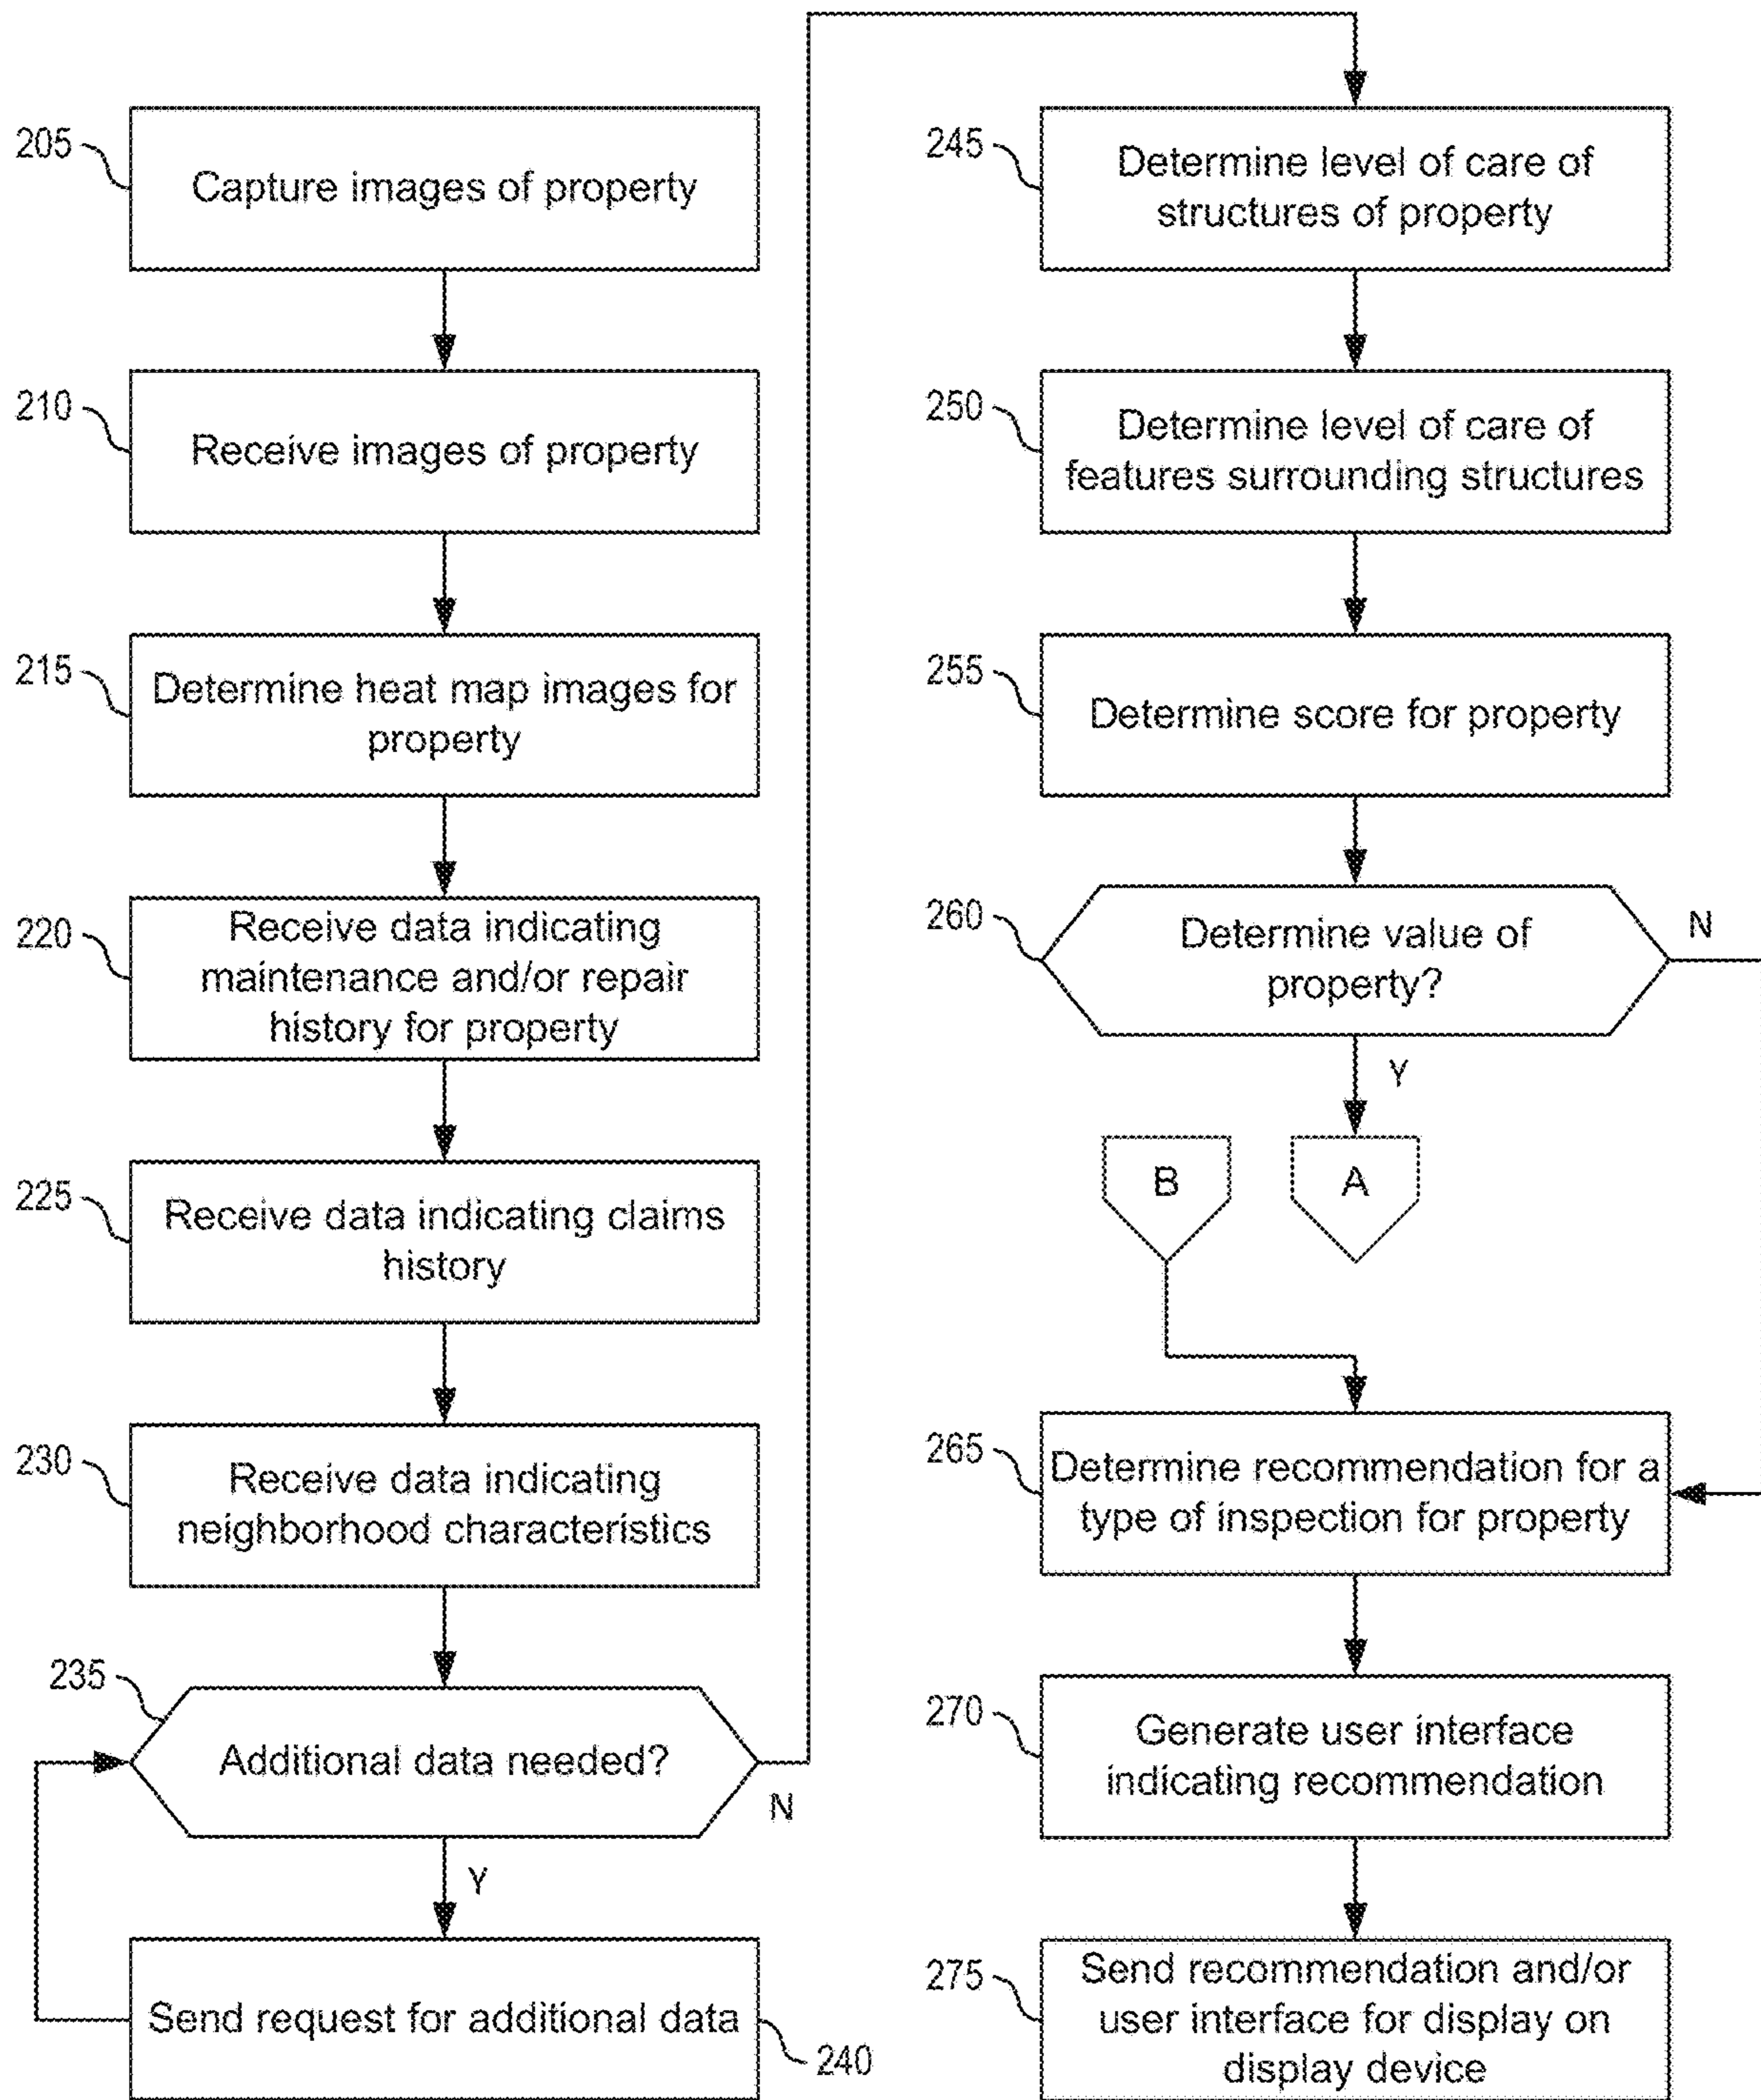 205
Capture images of property
210
Receive images of property
215
Determine heat map images for
property
220
Receive data indicating
maintenance and/or repair
history for property
225
Receive data indicating claims
history
230
Receive data indicating
neighborhood characteristics
235
Additional data needed?
N
Y
Send request for additional data
240
245
Determine level of care of
structures of property
250
Determine level of care of
features surrounding structures
255
Determine score for property
260
Determine value of
property?
N
Y
B
A
265
Determine recommendation for a
type of inspection for property
270
Generate user interface
indicating recommendation
275
Send recommendation and/or
user interface for display on
display device